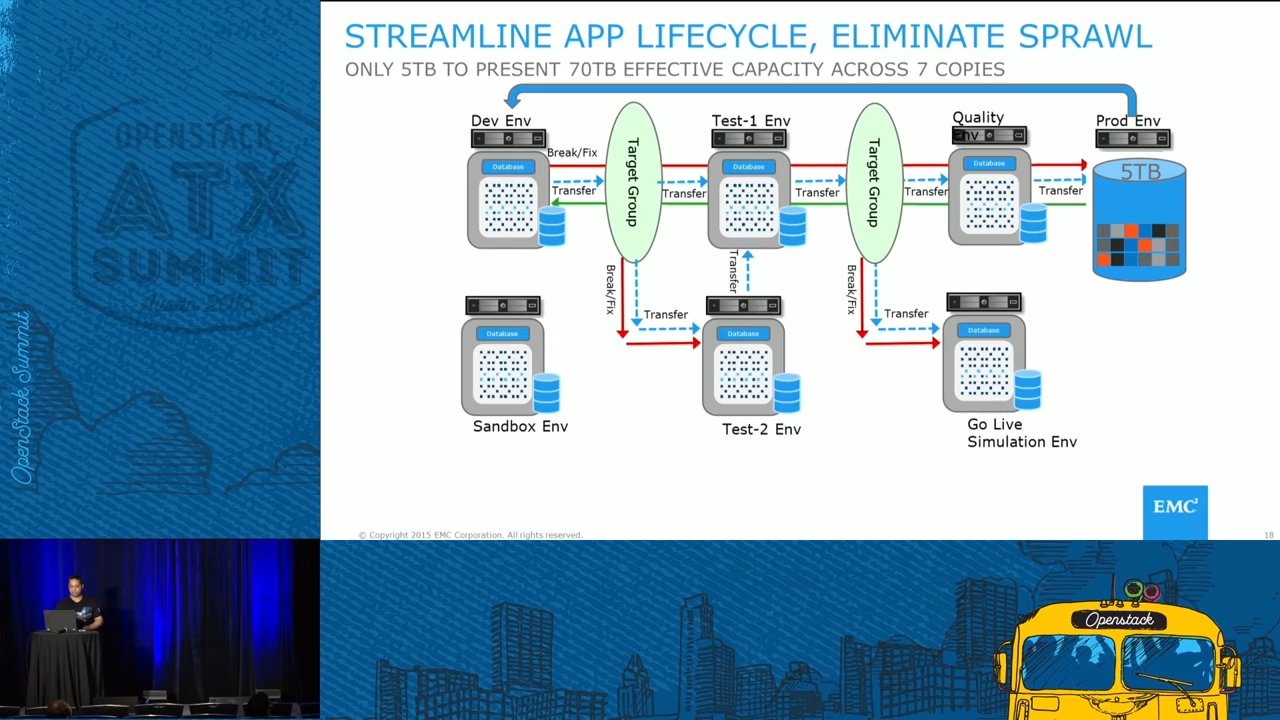 STREAMLINE APP LIFECYCLE, ELIMINATE SPRAWL
ONLY 5TB TO PRESENT 70TB EFFECTIVE CAPACITY ACROSS 7 COPIES
Dev Env
Test-1 Env
Quality
Env
Prod Env
Break/Fix
Database
Database
Database
5TB
Target Group
Target Group
Transfer
Transfer
Transfer
Transfer
Transfer
Break/Fix
Transfer
Break/Fix
Transfer
Transfer
Database
Database
Database
Sandbox Env
Test-2 Env
Go Live
Simulation Env
EMC²
© Copyright 2015 EMC Corporation. All rights reserved.
18
OPENSTACK
ATX
SUMMIT
OpenStack Summit
Openstack